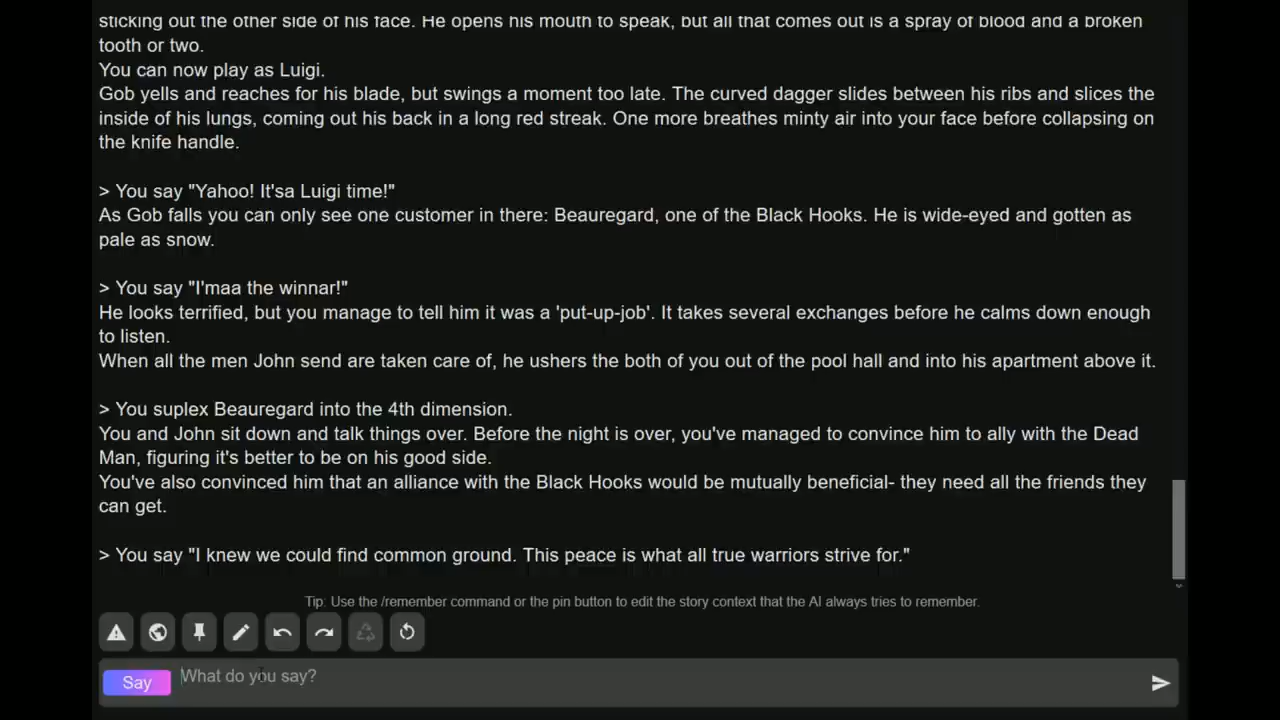 sticking out the other side of his face. He opens his mouth to speak, but all that comes out is a spray of blood and a broken
tooth or two.
You can now play as Luigi.
Gob yells and reaches for his blade, but swings a moment too late. The curved dagger slides between his ribs and slices the
inside of his lungs, coming out his back in a long red streak. One more breathes minty air into your face before collapsing on
the knife handle.
> You say "Yahoo! It'sa Luigi time!"
As Gob falls you can only see one customer in there: Beauregard, one of the Black Hooks. He is wide-eyed and gotten as
pale as snow.
> You say "I'maa the winnar!"
He looks terrified, but you manage to tell him it was a 'put-up-job'. It takes several exchanges before he calms down enough
to listen.
When all the men John send are taken care of, he ushers the both of you out of the pool hall and into his apartment above it.
> You suplex Beauregard into the 4th dimension.
You and John sit down and talk things over. Before the night is over, you've managed to convince him to ally with the Dead
Man, figuring it's better to be on his good side.
You've also convinced him that an alliance with the Black Hooks would be mutually beneficial- they need all the friends they
can get.
> You say "I knew we could find common ground. This peace is what all true warriors strive for."
Tip: Use the /remember command or the pin button to edit the story context that the AI always tries to remember.
Say What do you say?